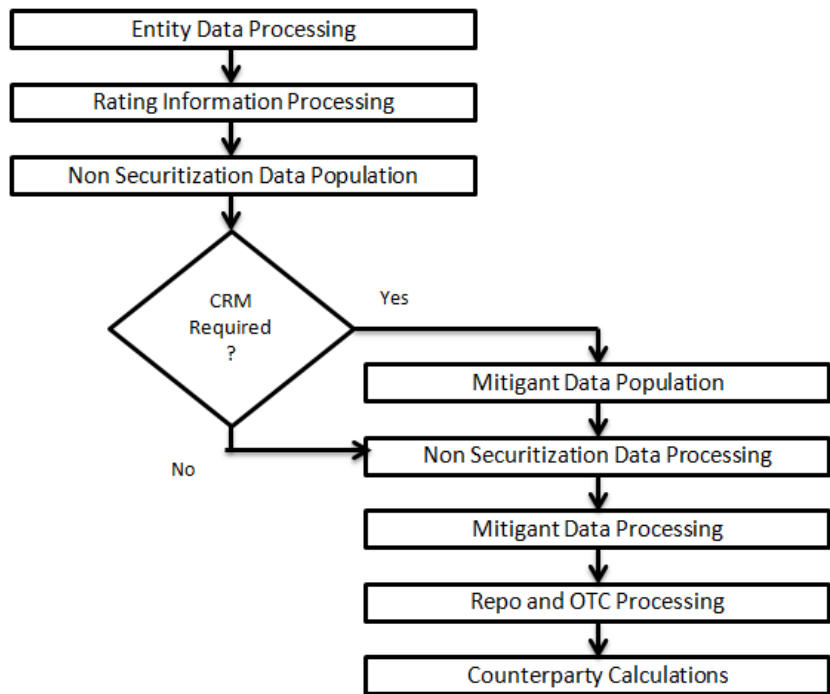 Entity Data Processing
Rating Information Processing
Non Securitization Data Population
CRM
Required
?
Yes
Mitigant Data Population
No
Non Securitization Data Processing
Mitigant Data Processing
Repo and OTC Processing
Counterparty Calculations